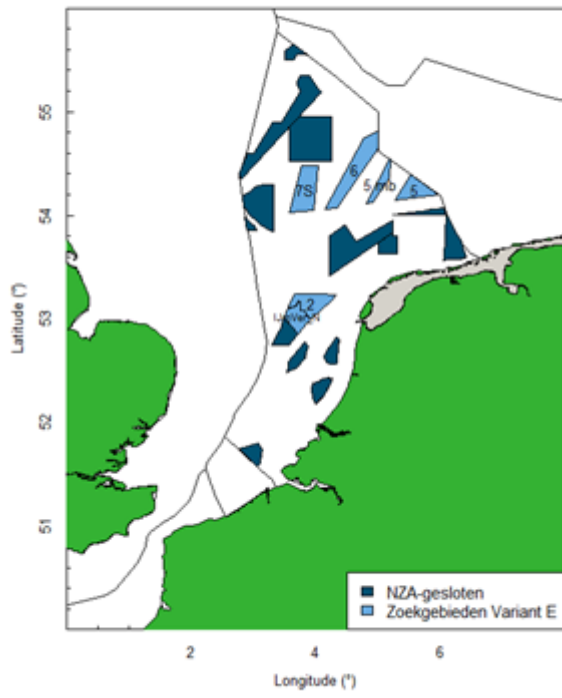 55
54
53
52
51
Latitude (°)
6
7S
5 mb
5
1,2
2
4
6
Longitude (°)
NZA-gesloten
Zoekgebieden Variant E